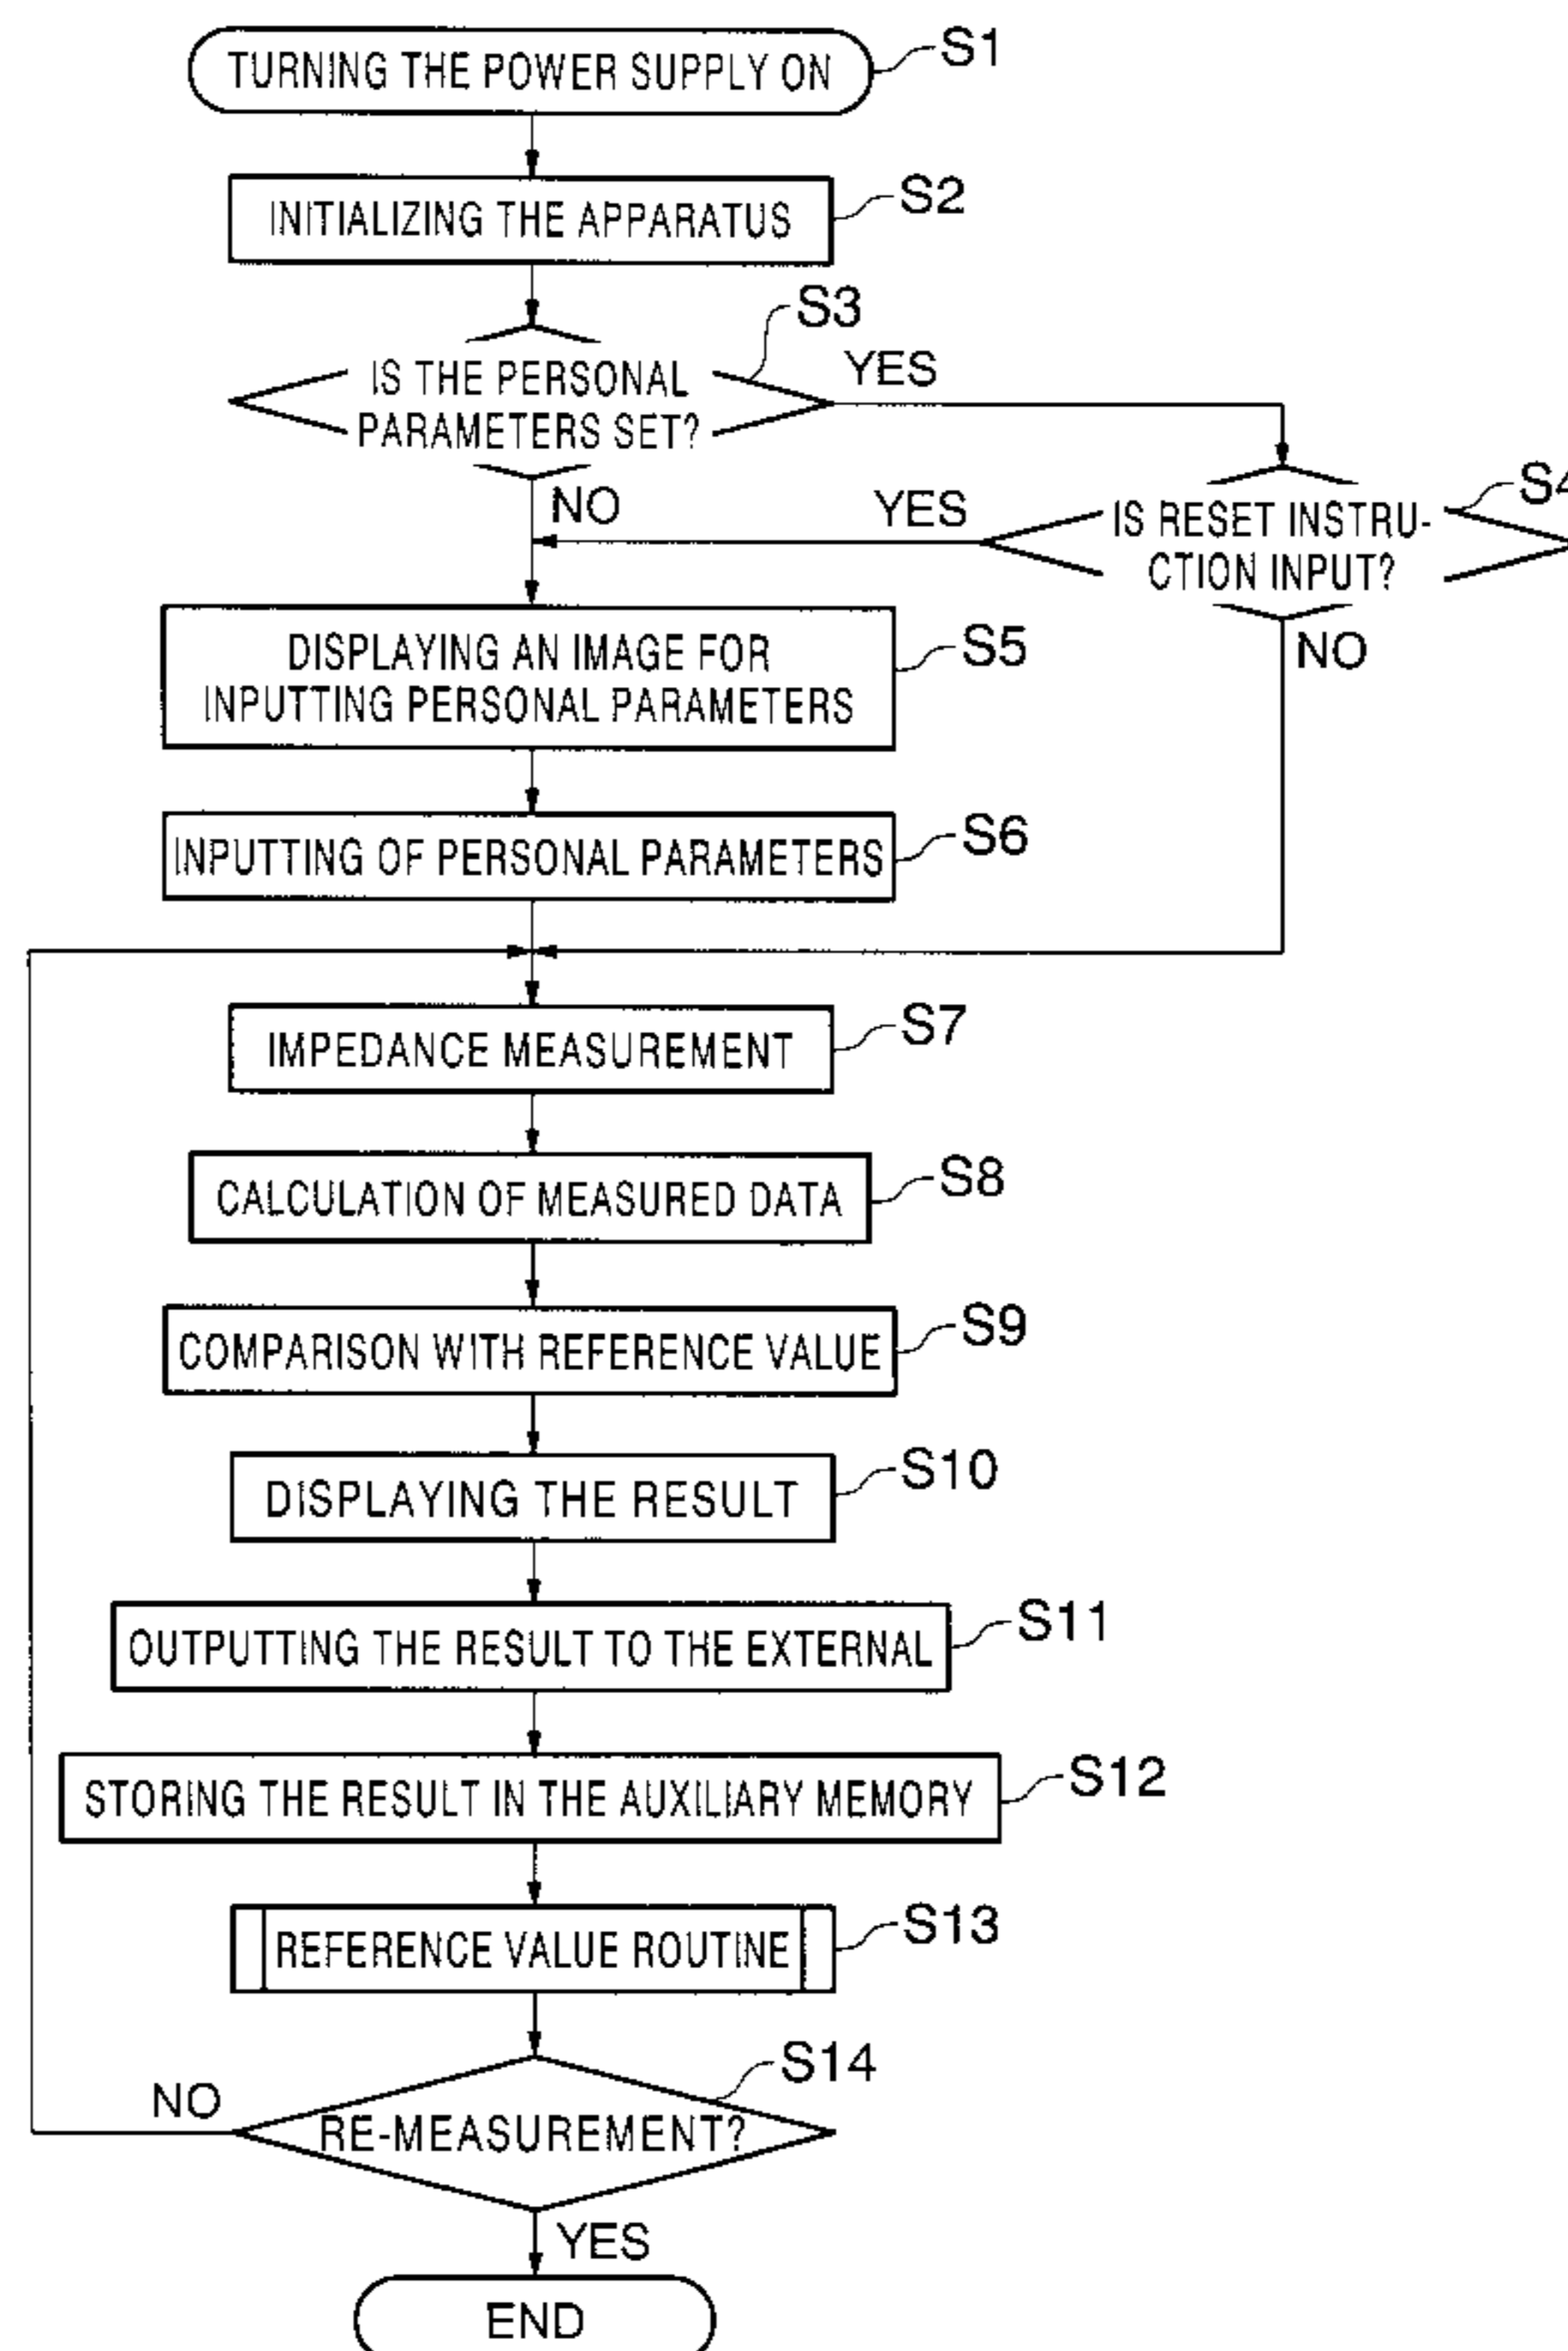 TURNING THE POWER SUPPLY ON
S1
INITIALIZING THE APPARATUS
S2
S3
IS THE PERSONAL
PARAMETERS SET?
YES
NO
YES
S4
IS RESET INSTRU-
CTION INPUT?
NO
DISPLAYING AN IMAGE FOR
INPUTTING PERSONAL PARAMETERS
S5
INPUTTING OF PERSONAL PARAMETERS
S6
IMPEDANCE MEASUREMENT
S7
CALCULATION OF MEASURED DATA
S8
COMPARISON WITH REFERENCE VALUE
S9
DISPLAYING THE RESULT
S10
OUTPUTTING THE RESULT TO THE EXTERNAL
S11
STORING THE RESULT IN THE AUXILIARY MEMORY
S12
REFERENCE VALUE ROUTINE
S13
S14
NO
RE-MEASUREMENT?
YES
END